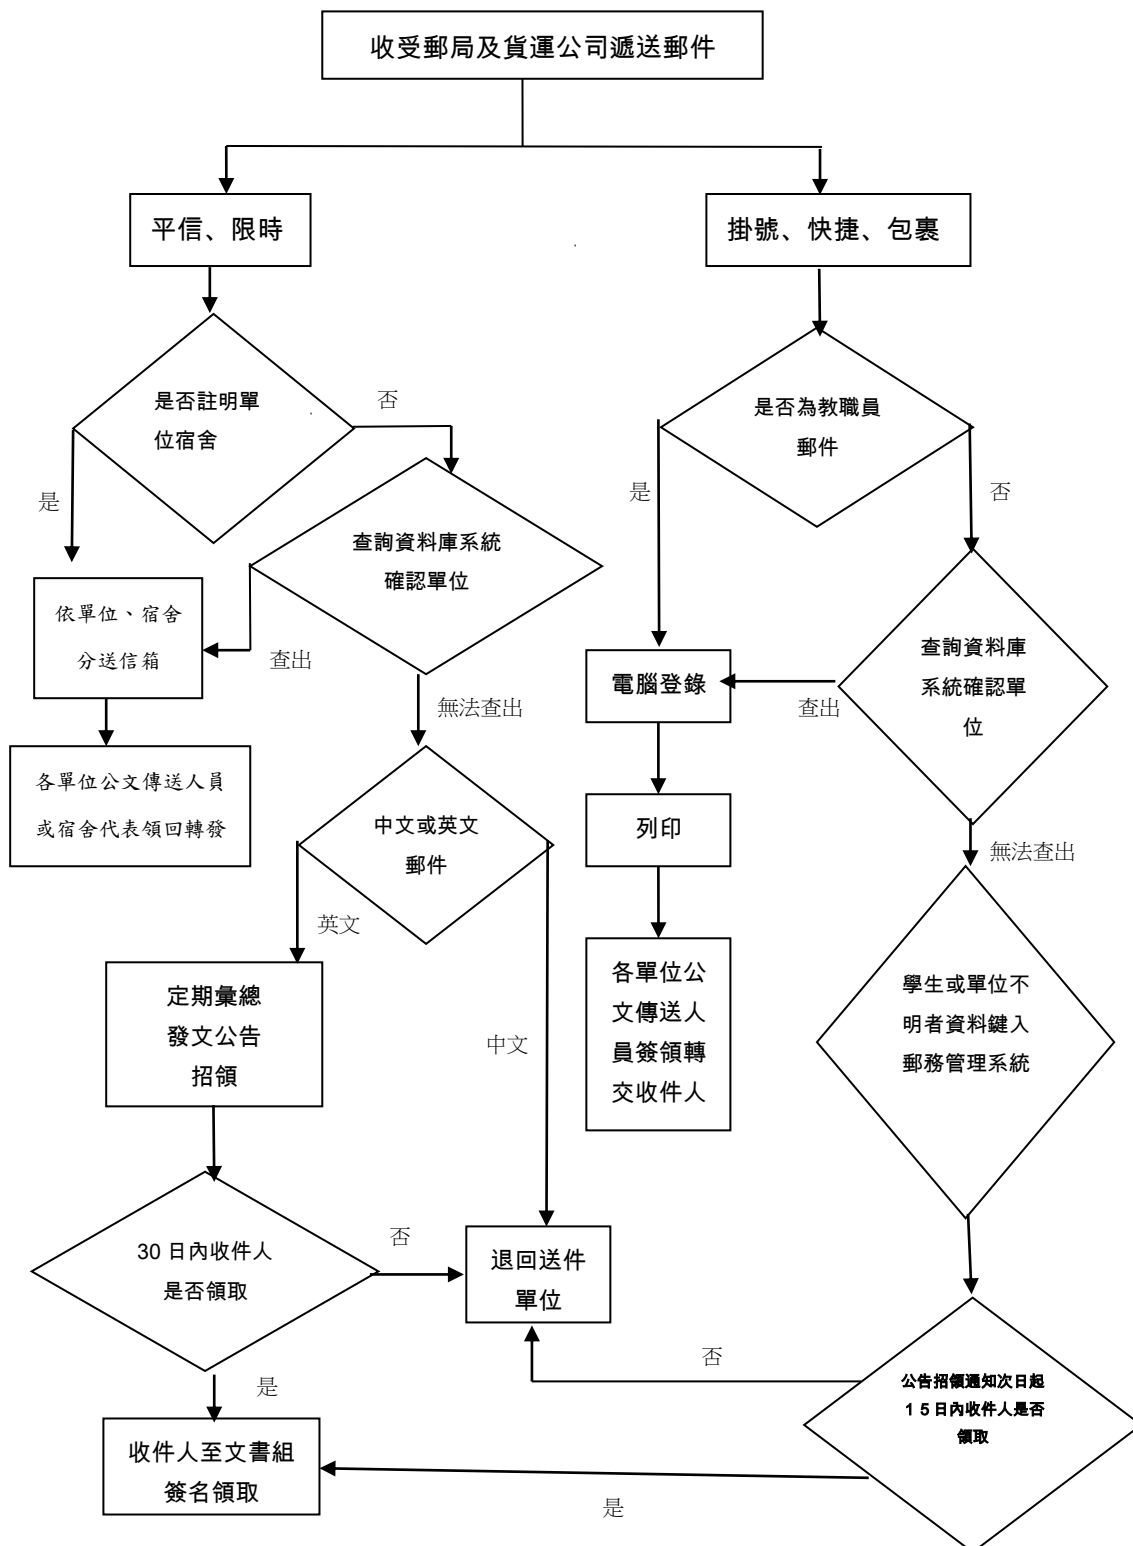 收受郵局及貨運公司遞送郵件
平信、限時
掛號、快捷、包裹
是否註明單
位宿舍
否
是
是否為教職員
郵件
是
否
查詢資料庫系統
確認單位
依單位、宿舍
分送信箱
查出
無法查出
各單位公文傳送人員
或宿舍代表領回轉發
電腦登錄
查出
查詢資料庫
系統確認單
位
列印
無法查出
中文或英文
郵件
英文
中文
各單位公
文傳送人
員簽領轉
交收件人
學生或單位不
明者資料鍵入
郵務管理系統
定期彙總
發文公告
招領
30 日內收件人
是否領取
否
是
退回送件
單位
否
公告招領通知次日起
１５日內收件人是否
領取
收件人至文書組
簽名領取
是